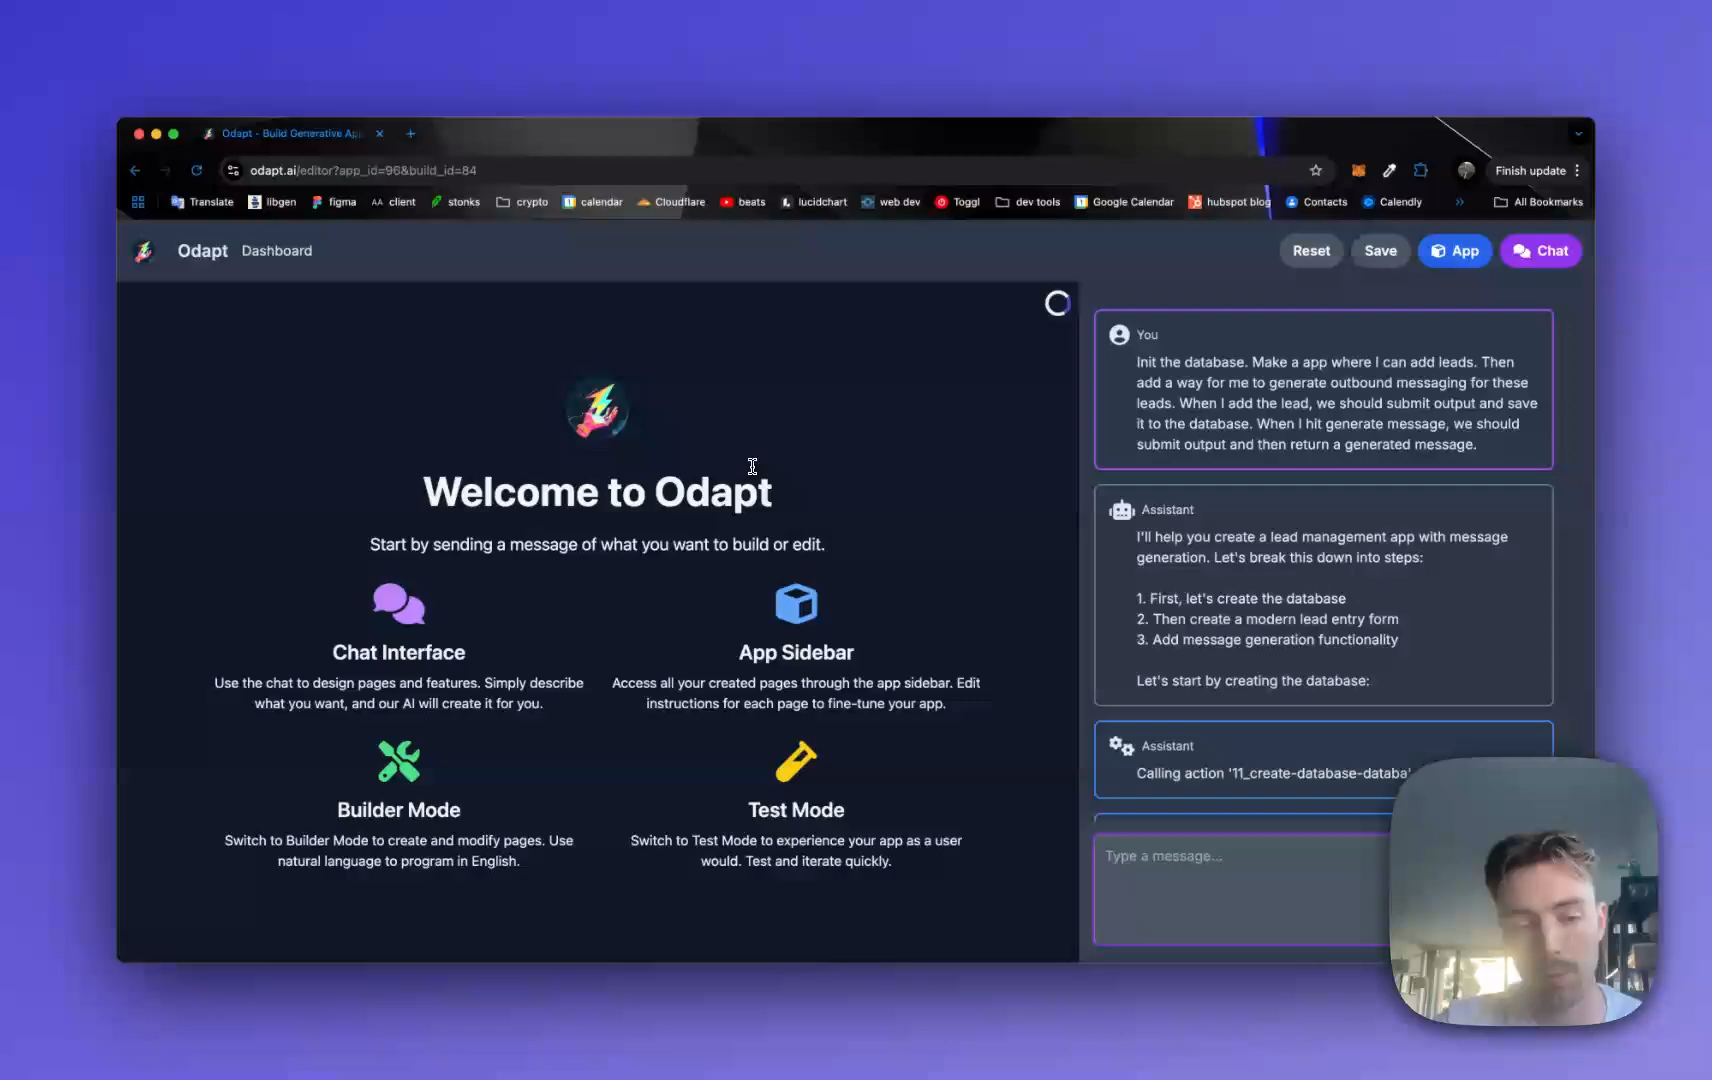 Odapt - Build Generative Ap
odapt.ai/editor?app_id=96&build_id=84
Finish update
Translate
libgen
figma
AA client
stonks
crypto
calendar
Cloudflare
beats
lucidchart
web dev
Toggl
dev tools
Google Calendar
hubspot blog
Contacts
Calendly
All Bookmarks
Odapt
Dashboard
Reset
Save
App
Chat
Welcome to Odapt
Start by sending a message of what you want to build or edit.
Chat Interface
Use the chat to design pages and features. Simply describe
what you want, and our AI will create it for you.
App Sidebar
Access all your created pages through the app sidebar. Edit
instructions for each page to fine-tune your app.
Builder Mode
Switch to Builder Mode to create and modify pages. Use
natural language to program in English.
Test Mode
Switch to Test Mode to experience your app as a user
would. Test and iterate quickly.
You
Init the database. Make a app where I can add leads. Then
add a way for me to generate outbound messaging for these
leads. When I add the lead, we should submit output and save
it to the database. When I hit generate message, we should
submit output and then return a generated message.
Assistant
I'll help you create a lead management app with message
generation. Let's break this down into steps:
1. First, let's create the database
2. Then create a modern lead entry form
3. Add message generation functionality
Let's start by creating the database:
Assistant
Calling action '11_create-database-databa
Type a message...